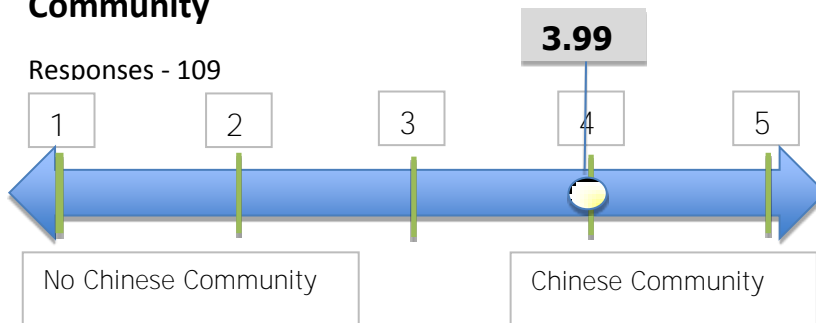 Community
3.99
Responses - 109
1 2 3 4 5
No Chinese Community
Chinese Community